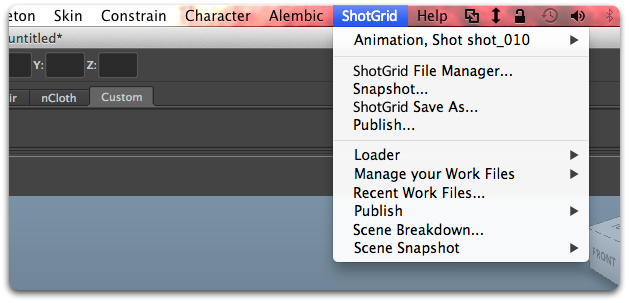 eton Skin Constrain Character Alembic ShotGrid Help
untitled*
Y: Z:
ir nCloth Custom
Animation, Shot shot_010
ShotGrid File Manager...
Snapshot...
ShotGrid Save As...
Publish...
Loader
Manage your Work Files
Recent Work Files...
Publish
Scene Breakdown...
Scene Snapshot
FRONT